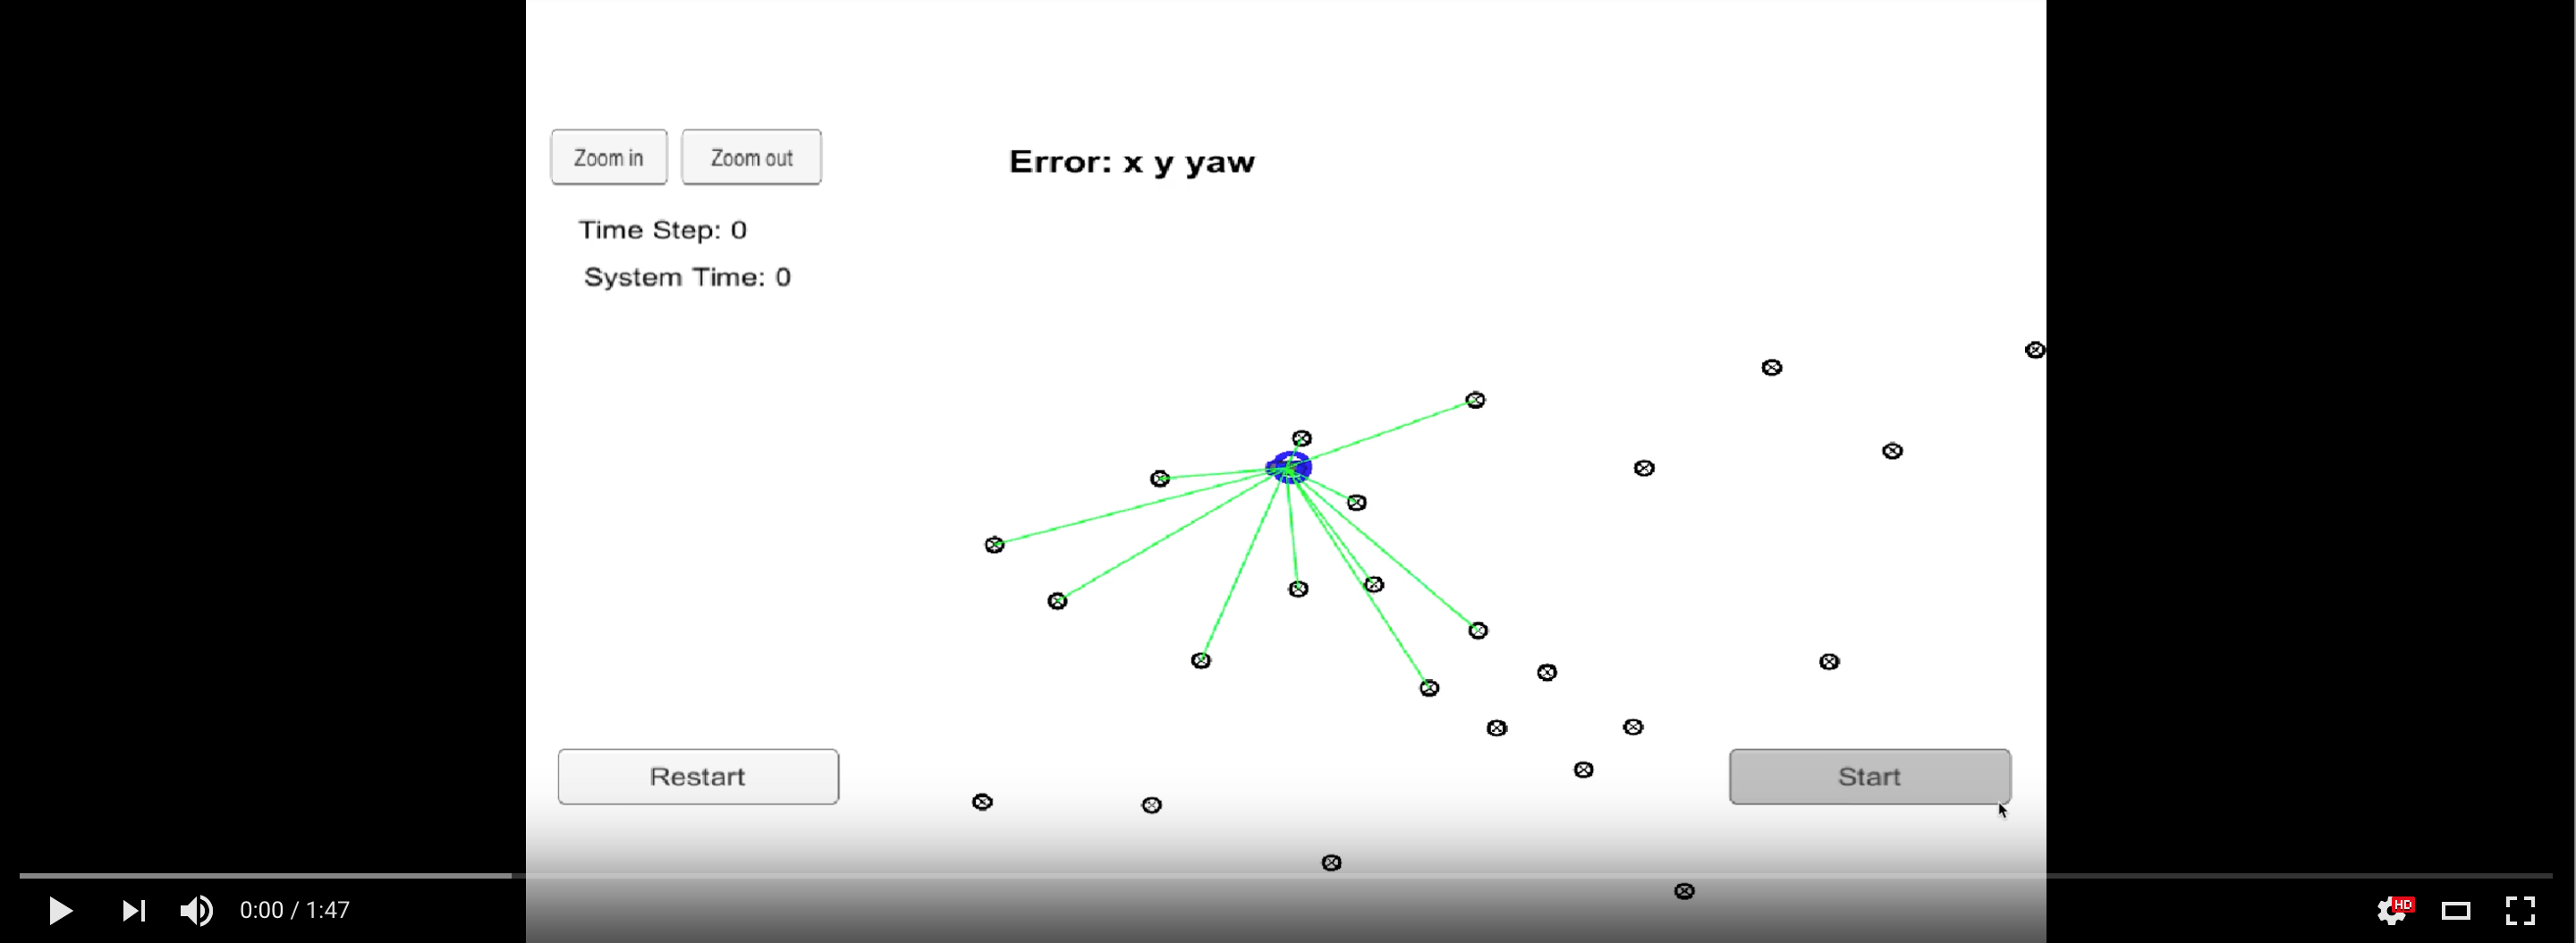 Zoom in Zoom out
Error: x y yaw
Time Step: 0
System Time: 0
Restart
Start
0:00 / 1:47
HD